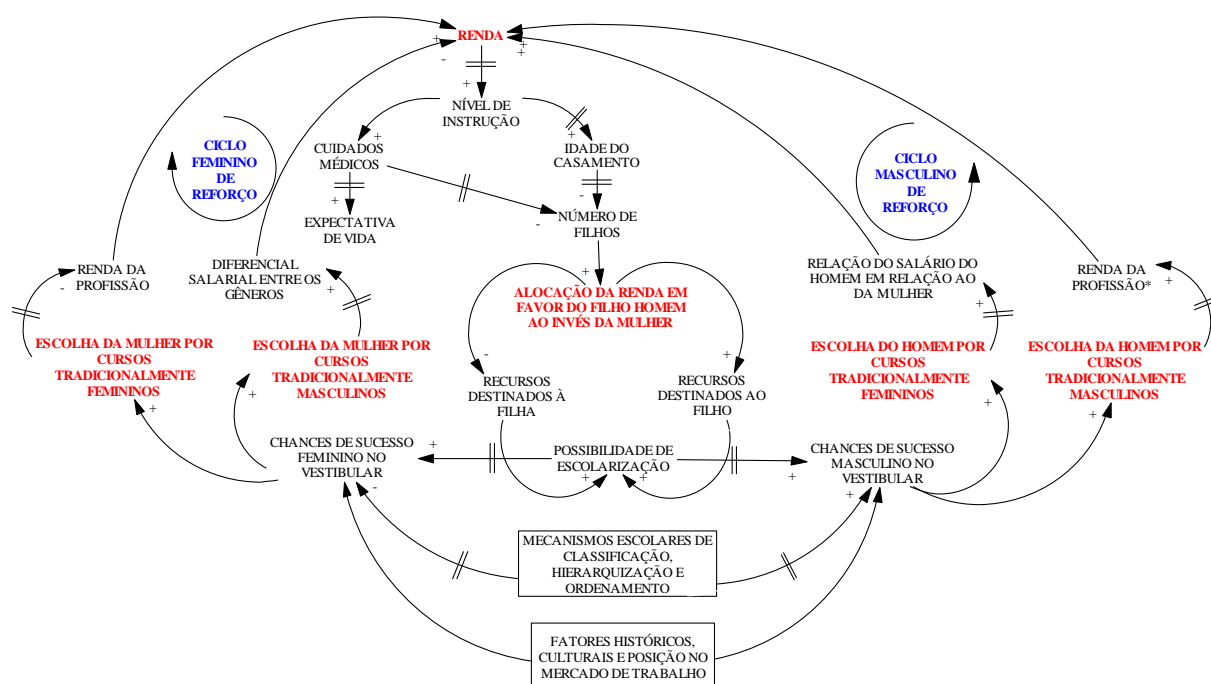 RENDA
NÍVEL DE
INSTRUÇÃO
CICLO
FEMININO
DE
REFORÇO
CUIDADOS
MÉDICOS
IDADE DO
CASAMENTO
CICLO
MASCULINO
DE
REFORÇO
EXPECTATIVA
DE VIDA
NÚMERO DE
FILHOS
RENDA DA
PROFISSÃO
DIFERENCIAL
SALARIAL ENTRE OS
GÊNEROS
ALOCAÇÃO DA RENDA EM
FAVOR DO FILHO HOMEM
AO INVÉS DA MULHER
RELAÇÃO DO SALÁRIO DO
HOMEM EM RELAÇÃO AO
DA MULHER
RENDA DA
PROFISSÃO*
ESCOLHA DA MULHER POR
CURSOS
TRADICIONALMENTE
FEMININOS
ESCOLHA DA MULHER POR
CURSOS
TRADICIONALMENTE
MASCULINOS
RECURSOS
DESTINADOS À
FILHA
RECURSOS
DESTINADOS AO
FILHO
ESCOLHA DO HOMEM POR
CURSOS
TRADICIONALMENTE
FEMININOS
ESCOLHA DA HOMEM POR
CURSOS
TRADICIONALMENTE
MASCULINOS
CHANCES DE SUCESSO
FEMININO NO
VESTIBULAR
POSSIBILIDADE DE
ESCOLARIZAÇÃO
CHANCES DE SUCESSO
MASCULINO NO
VESTIBULAR
MECANISMOS ESCOLARES DE
CLASSIFICAÇÃO,
HIERARQUIZAÇÃO E
ORDENAMENTO
FATORES HISTÓRICOS,
CULTURAIS E POSIÇÃO NO
MERCADO DE TRABALHO